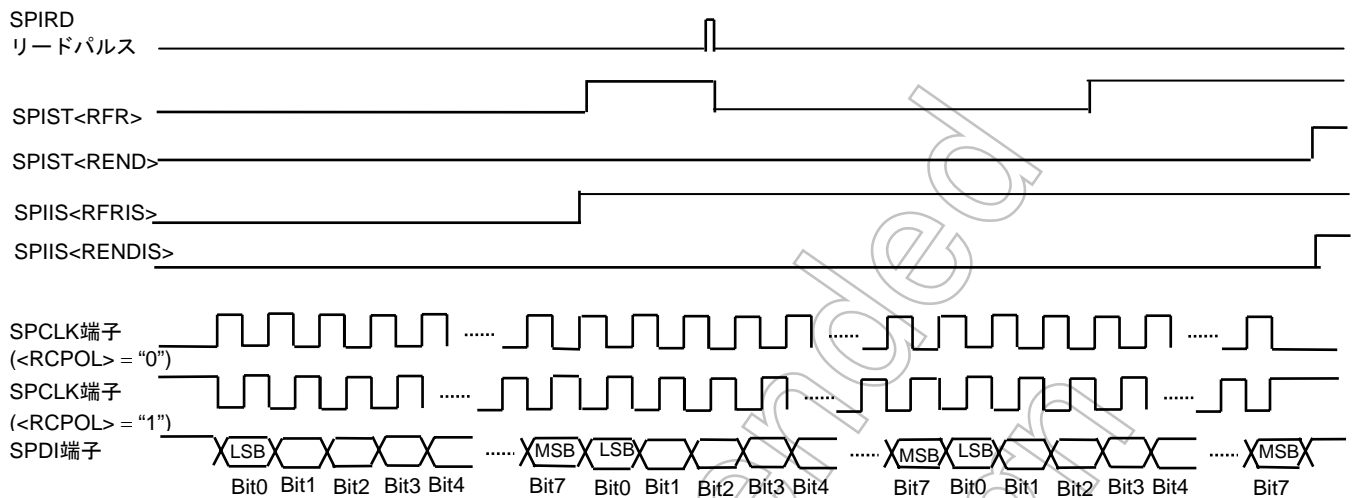 SPIRD
リードパルス
SPIST<RFR>
SPIST<REND>
SPIIS<RFRIS>
SPIIS<RENDIS>
SPCLK端子
(<RCPOL> = “0”)
SPCLK端子
(<RCPOL> = “1”)
SPDI端子
LSB MSB LSB MSB LSB MSB
Bit0 Bit1 Bit2 Bit3 Bit4 Bit7 Bit0 Bit1 Bit2 Bit3 Bit4 Bit7 Bit0 Bit1 Bit2 Bit3 Bit4 Bit7